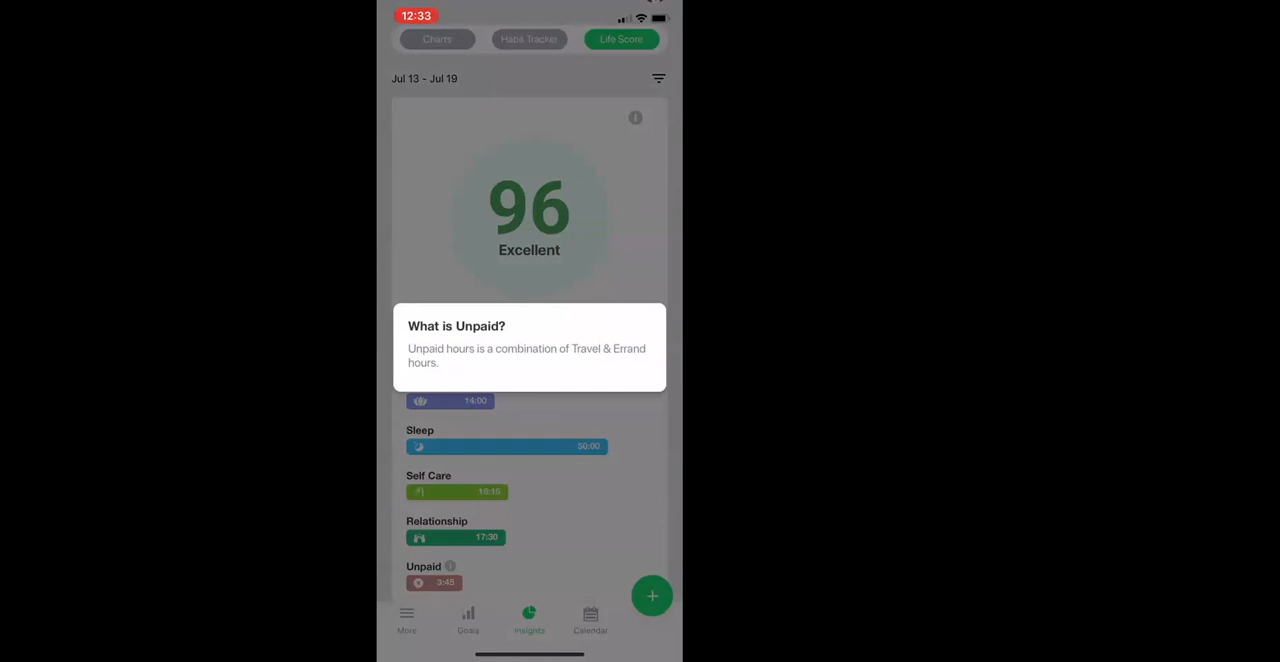 12:33
Charts
Habit Tracker
Life Score
Jul 13 - Jul 19
96
Excellent
What is Unpaid?
Unpaid hours is a combination of Travel & Errand
hours.
14:00
Sleep
50:00
Self Care
18:15
Relationship
17:30
Unpaid
3:45
More
Goals
Insights
Calendar